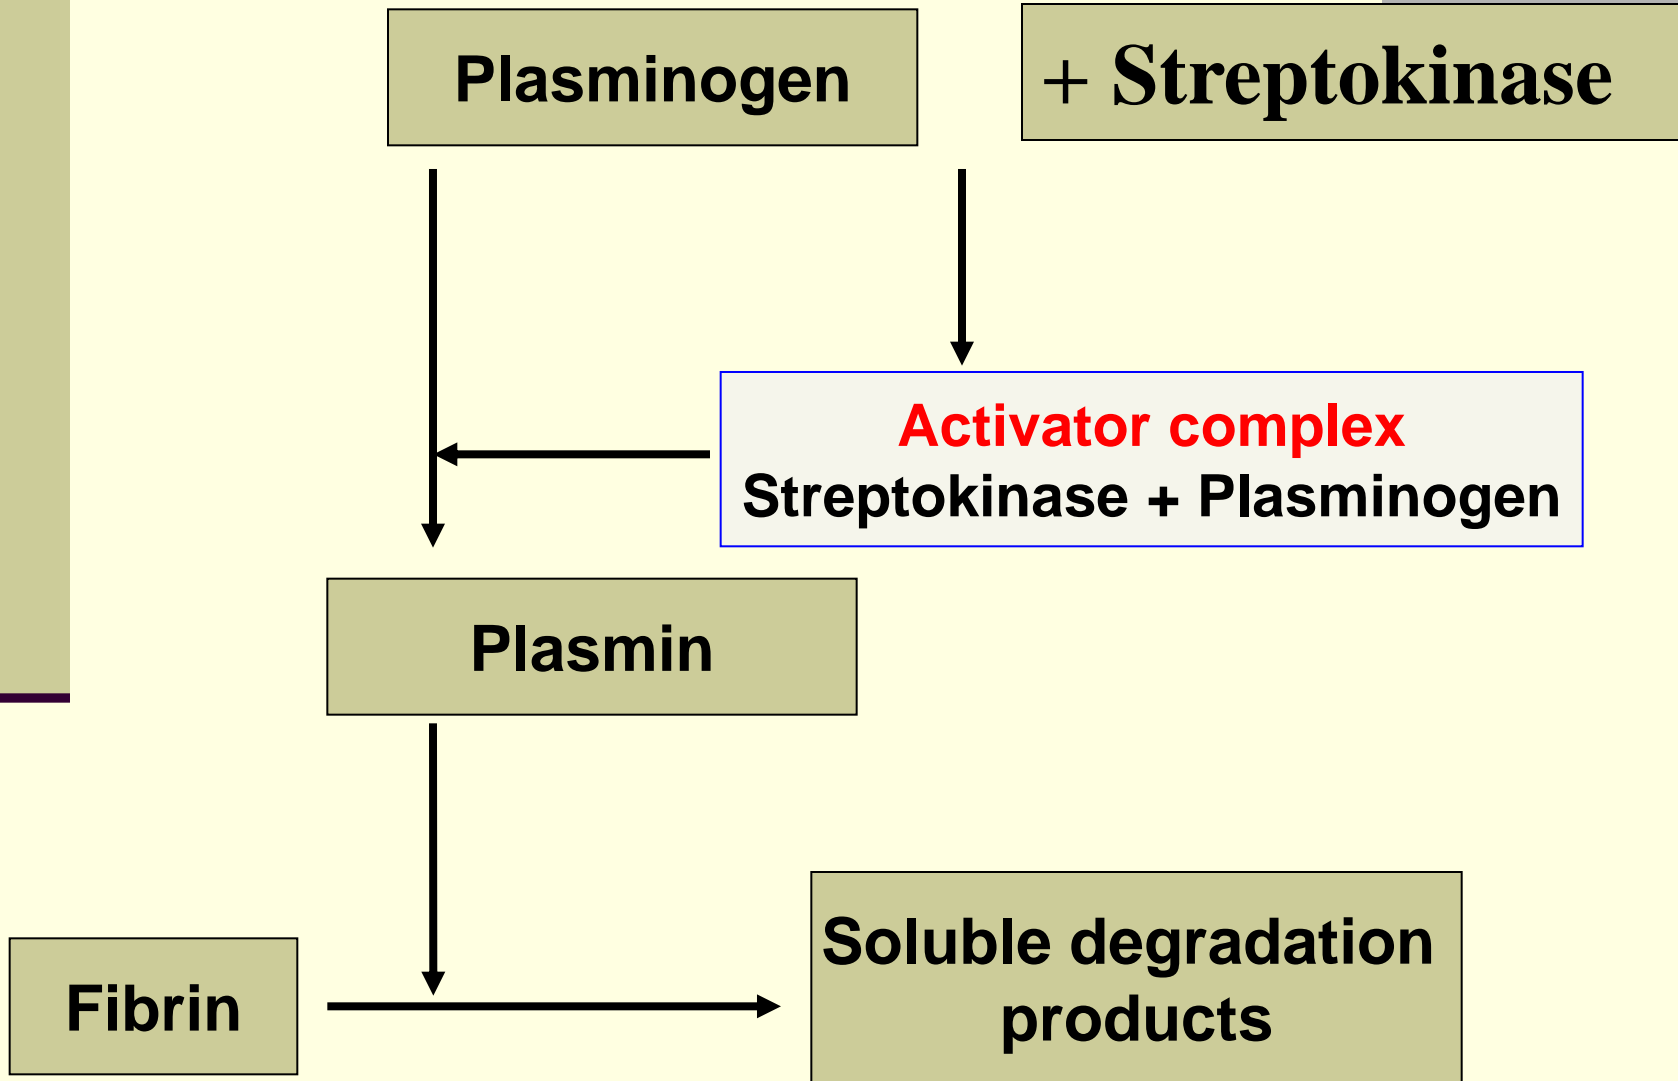 Plasminogen
+ Streptokinase
Activator complex
Streptokinase + Plasminogen
Plasmin
Fibrin
Soluble degradation
products